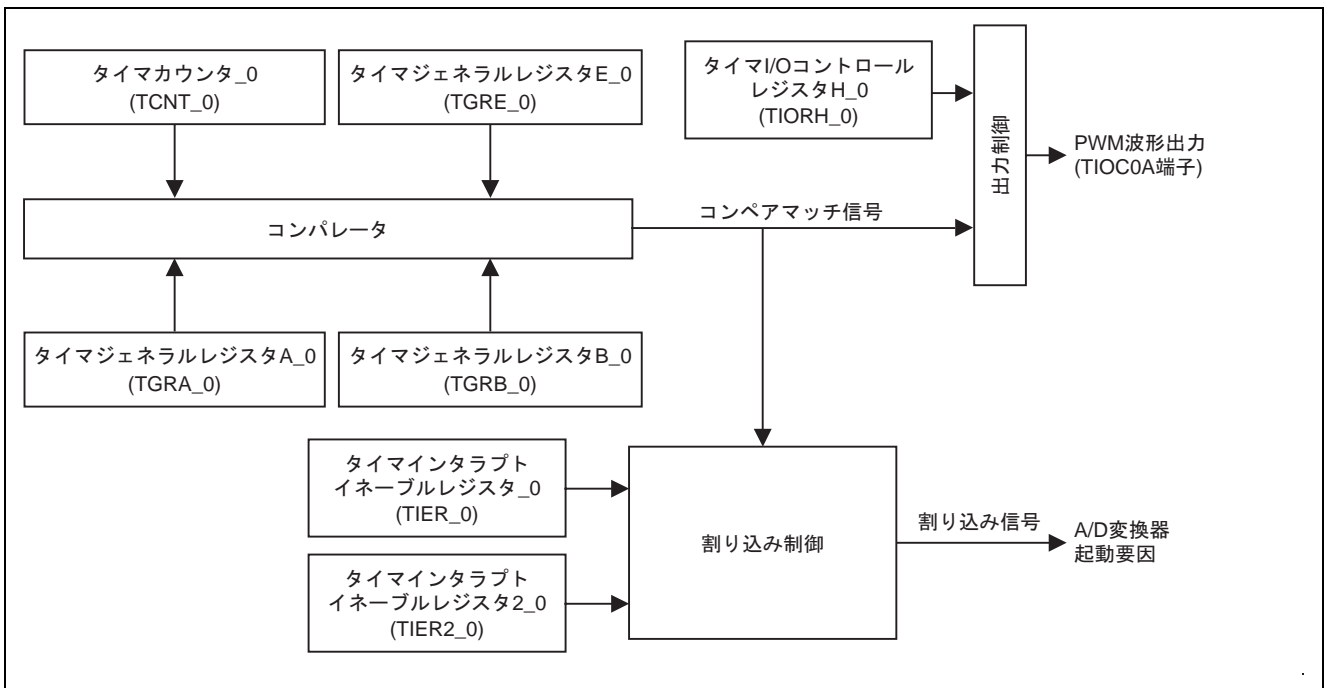 タイマカウンタ_0
(TCNT_0)
タイマジェネラルレジスタE_0
(TGRE_0)
タイマI/Oコントロール
レジスタH_0
(TIORH_0)
出力制御
PWM波形出力
(TIOC0A端子)
コンパレータ
コンペアマッチ信号
タイマジェネラルレジスタA_0
(TGRA_0)
タイマジェネラルレジスタB_0
(TGRB_0)
タイマインタラプト
イネーブルレジスタ_0
(TIER_0)
タイマインタラプト
イネーブルレジスタ2_0
(TIER2_0)
割り込み制御
割り込み信号
A/D変換器
起動要因